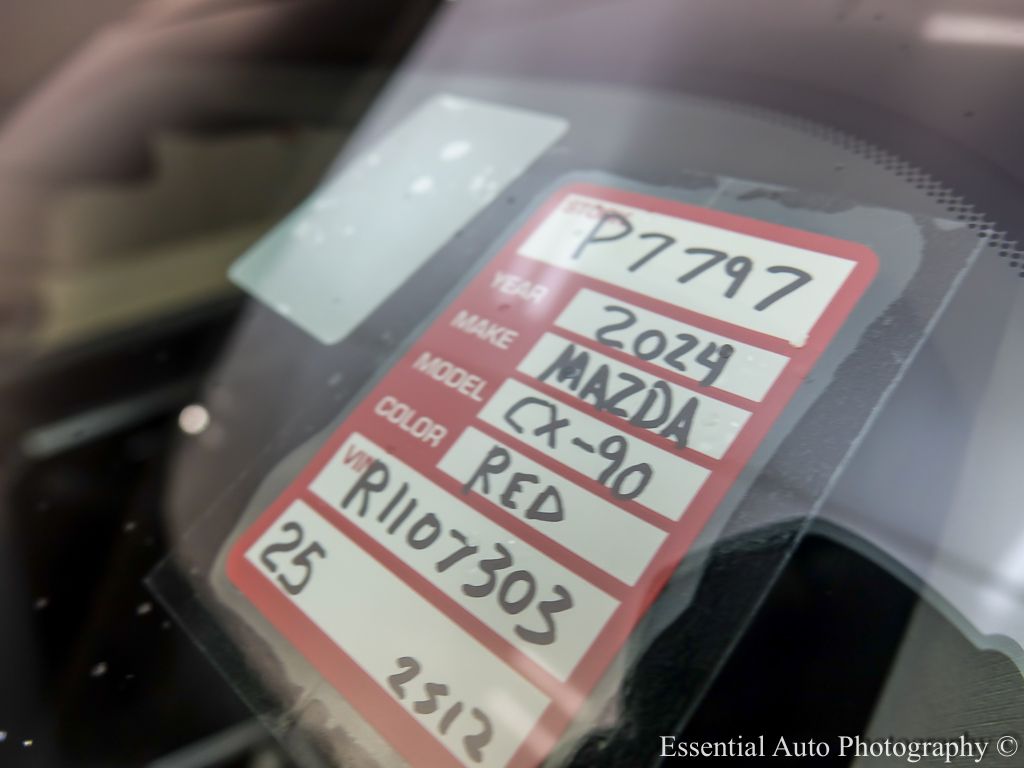 STOCK P7797
YEAR 2024
MAKE MAZDA
MODEL CX-90
COLOR RED
VIN R1107303
25
2512
Essential Auto Photography ©